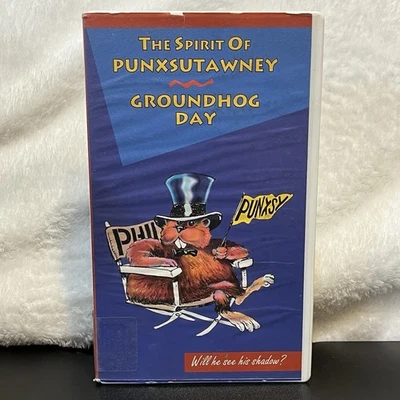 The Spirit Of
Punxsutawney
Groundhog
Day
PHIL
PUNXSY
Will he see his shadow?